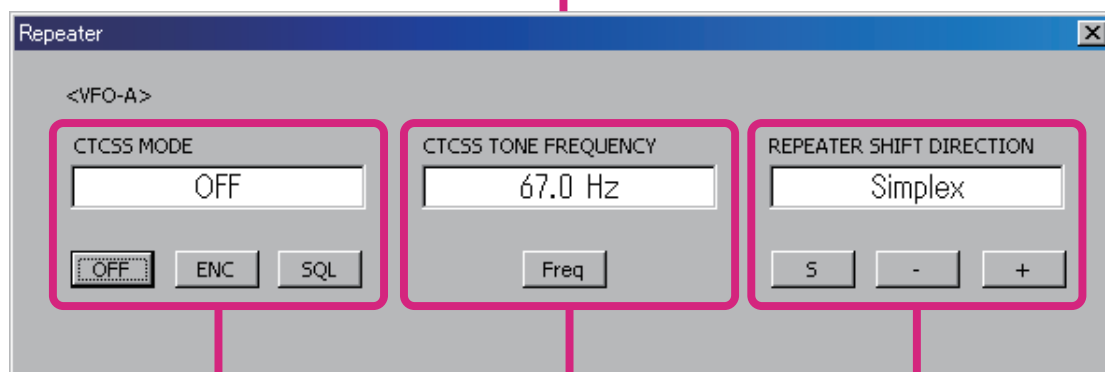 Repeater
<VFO-A>
CTCSS MODE
OFF
OFF ENC SQL
CTCSS TONE FREQUENCY
67.0 Hz
Freq
REPEATER SHIFT DIRECTION
Simplex
S - +